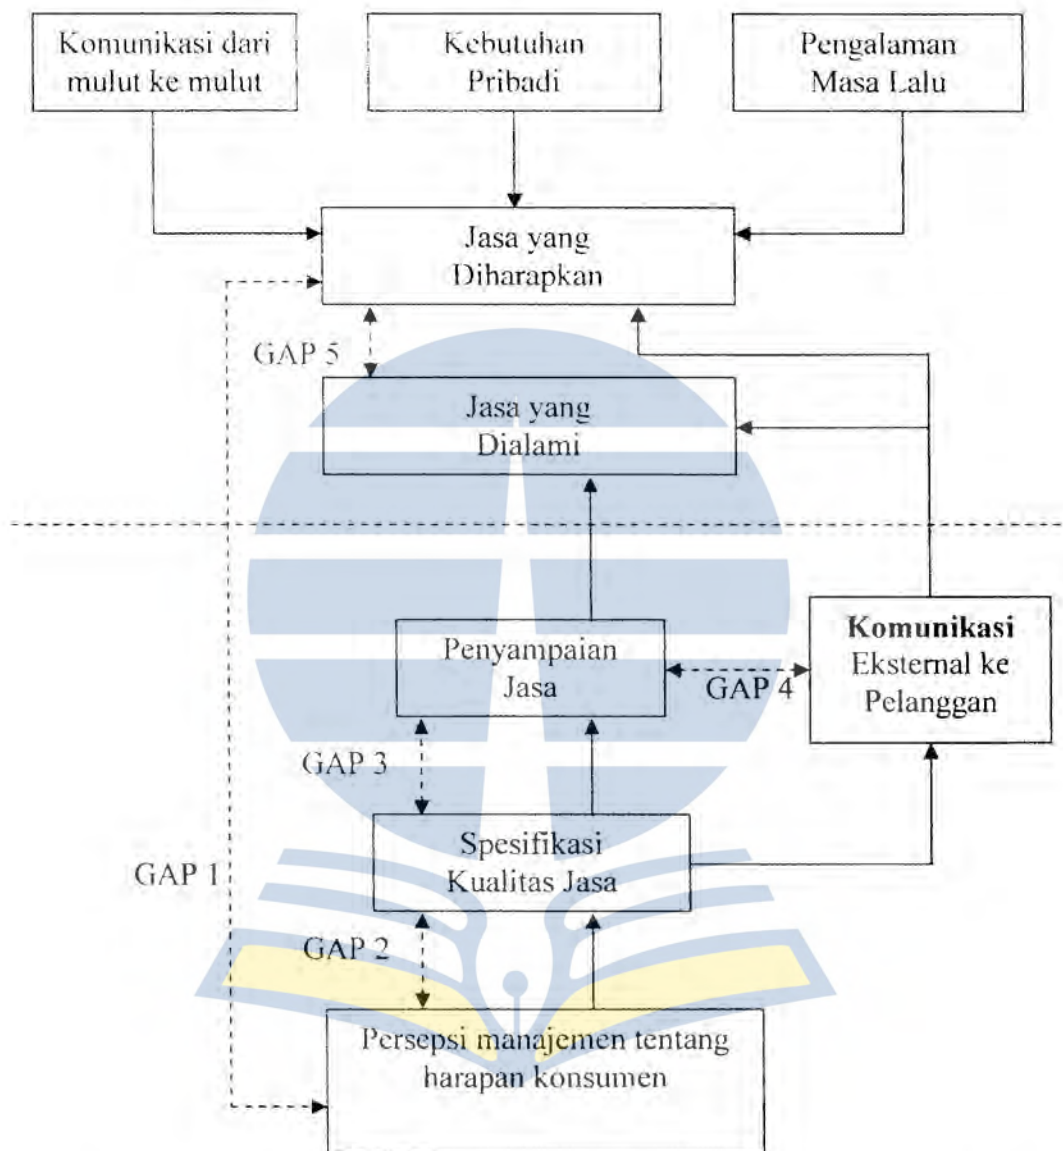 Komunikasi dari
mulut ke mulut
Kebutuhan
Pribadi
Pengalaman
Masa Lalu
Jasa yang
Diharapkan
GAP 5
Jasa yang
Dialami
Penyampaian
Jasa
GAP 4
Komunikasi
Eksternal ke
Pelanggan
GAP 3
Spesifikasi
Kualitas Jasa
GAP 1
GAP 2
Persepsi manajemen tentang
harapan konsumen